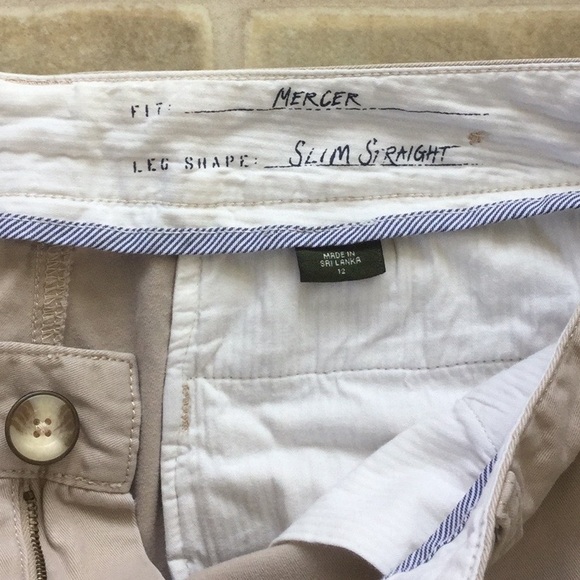 FIT: MERCER
LEG SHAPE: SLIM STRAIGHT
MADE IN
SRI LANKA
12